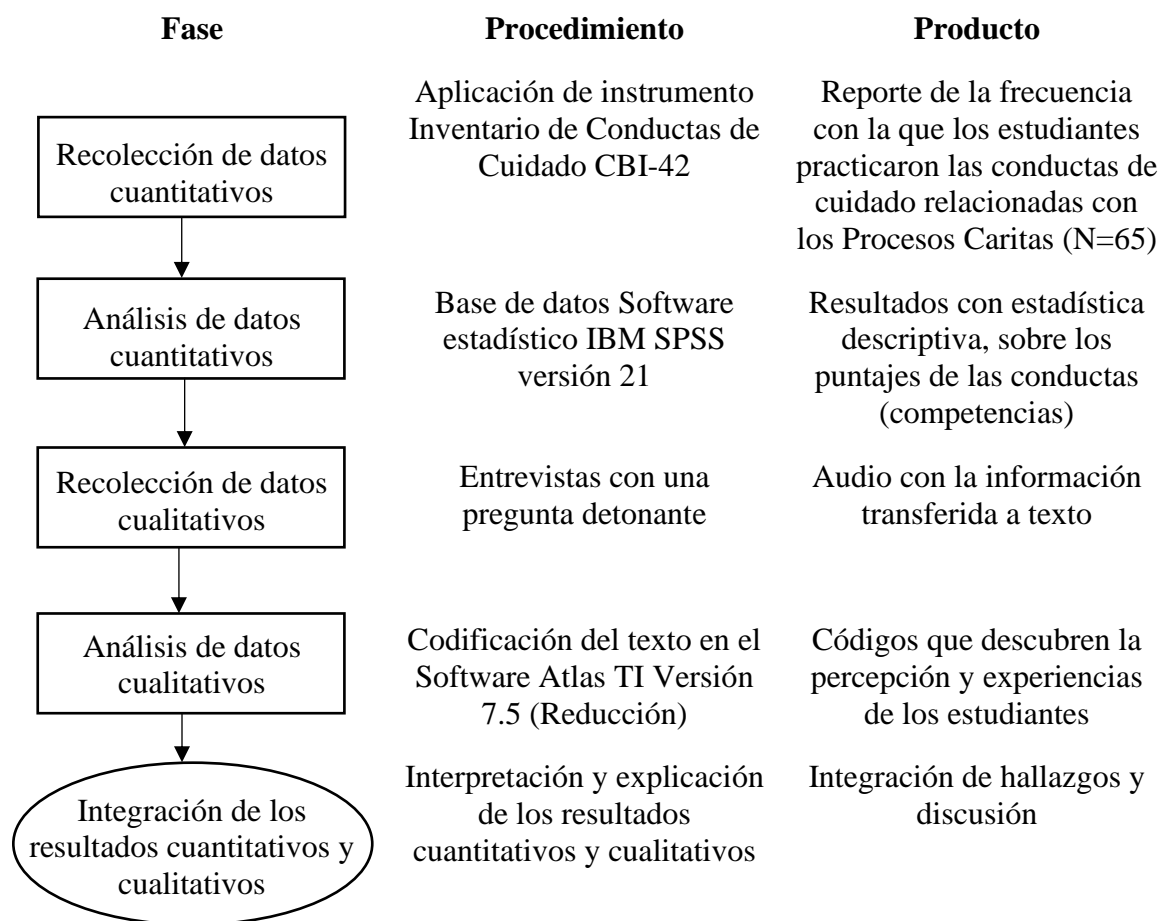 Fase
Procedimiento
Producto
Recolección de datos
cuantitativos
Aplicación de instrumento
Inventario de Conductas de
Cuidado CBI-42
Reporte de la frecuencia
con la que los estudiantes
practicaron las conductas de
cuidado relacionadas con
los Procesos Caritas (N=65)
Análisis de datos
cuantitativos
Base de datos Software
estadístico IBM SPSS
versión 21
Resultados con estadística
descriptiva, sobre los
puntajes de las conductas
(competencias)
Recolección de datos
cualitativos
Entrevistas con una
pregunta detonante
Audio con la información
transferida a texto
Análisis de datos
cualitativos
Codificación del texto en el
Software Atlas TI Versión
7.5 (Reducción)
Códigos que descubren la
percepción y experiencias
de los estudiantes
Integración de los
resultados cuantitativos y
cualitativos
Interpretación y explicación
de los resultados
cuantitativos y cualitativos
Integración de hallazgos y
discusión